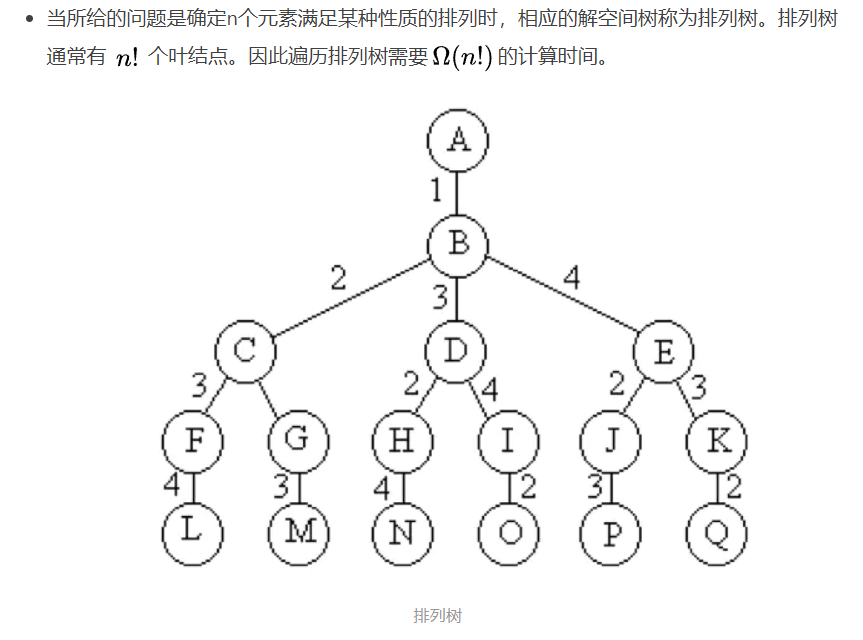 当所给的问题是确定n个元素满足某种性质的排列时，相应的解空间树称为排列树。排列树
通常有 n! 个叶结点。因此遍历排列树需要Ω(n!)的计算时间。
A
1
B
2 3 4
C D E
3 2 4 2 3
F G H I J K
4 3 4 2 3 2
L M N O P Q
排列树